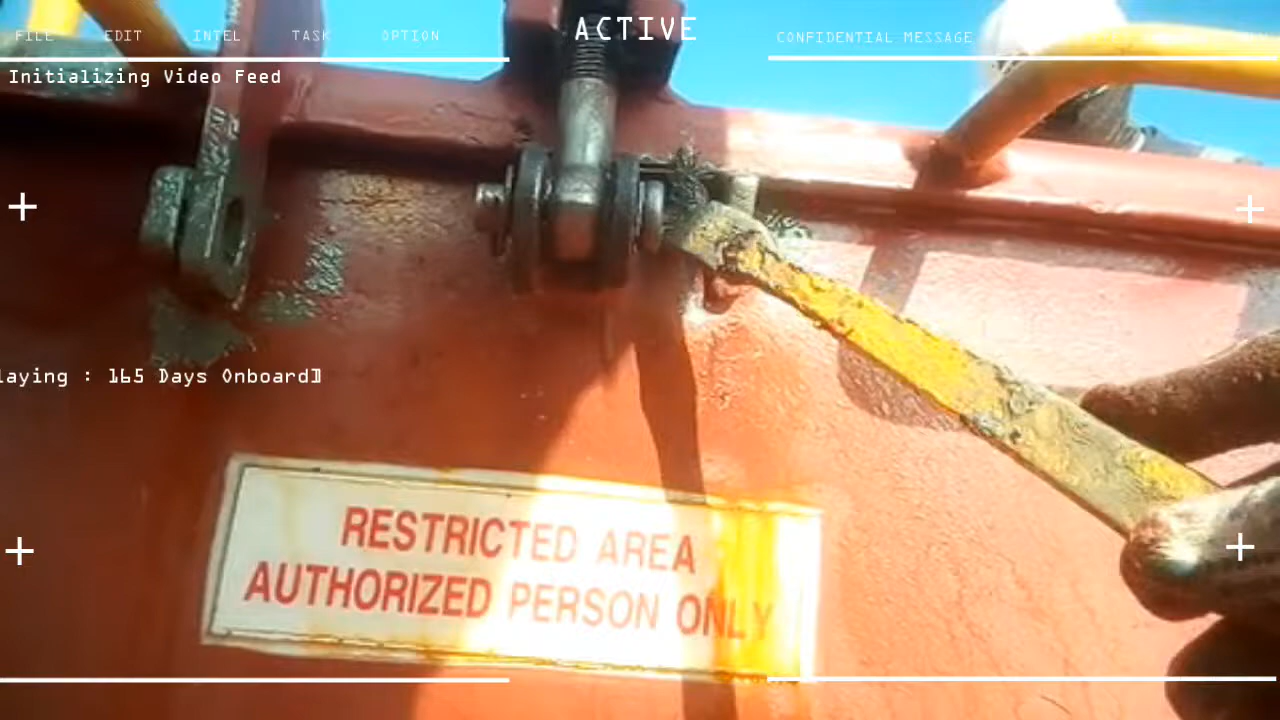 FILE EDIT INTEL TASK OPTION
ACTIVE
CONFIDENTIAL MESSAGE
Initializing Video Feed
laying : 165 Days Onboard
RESTRICTED AREA
AUTHORIZED PERSON ONLY